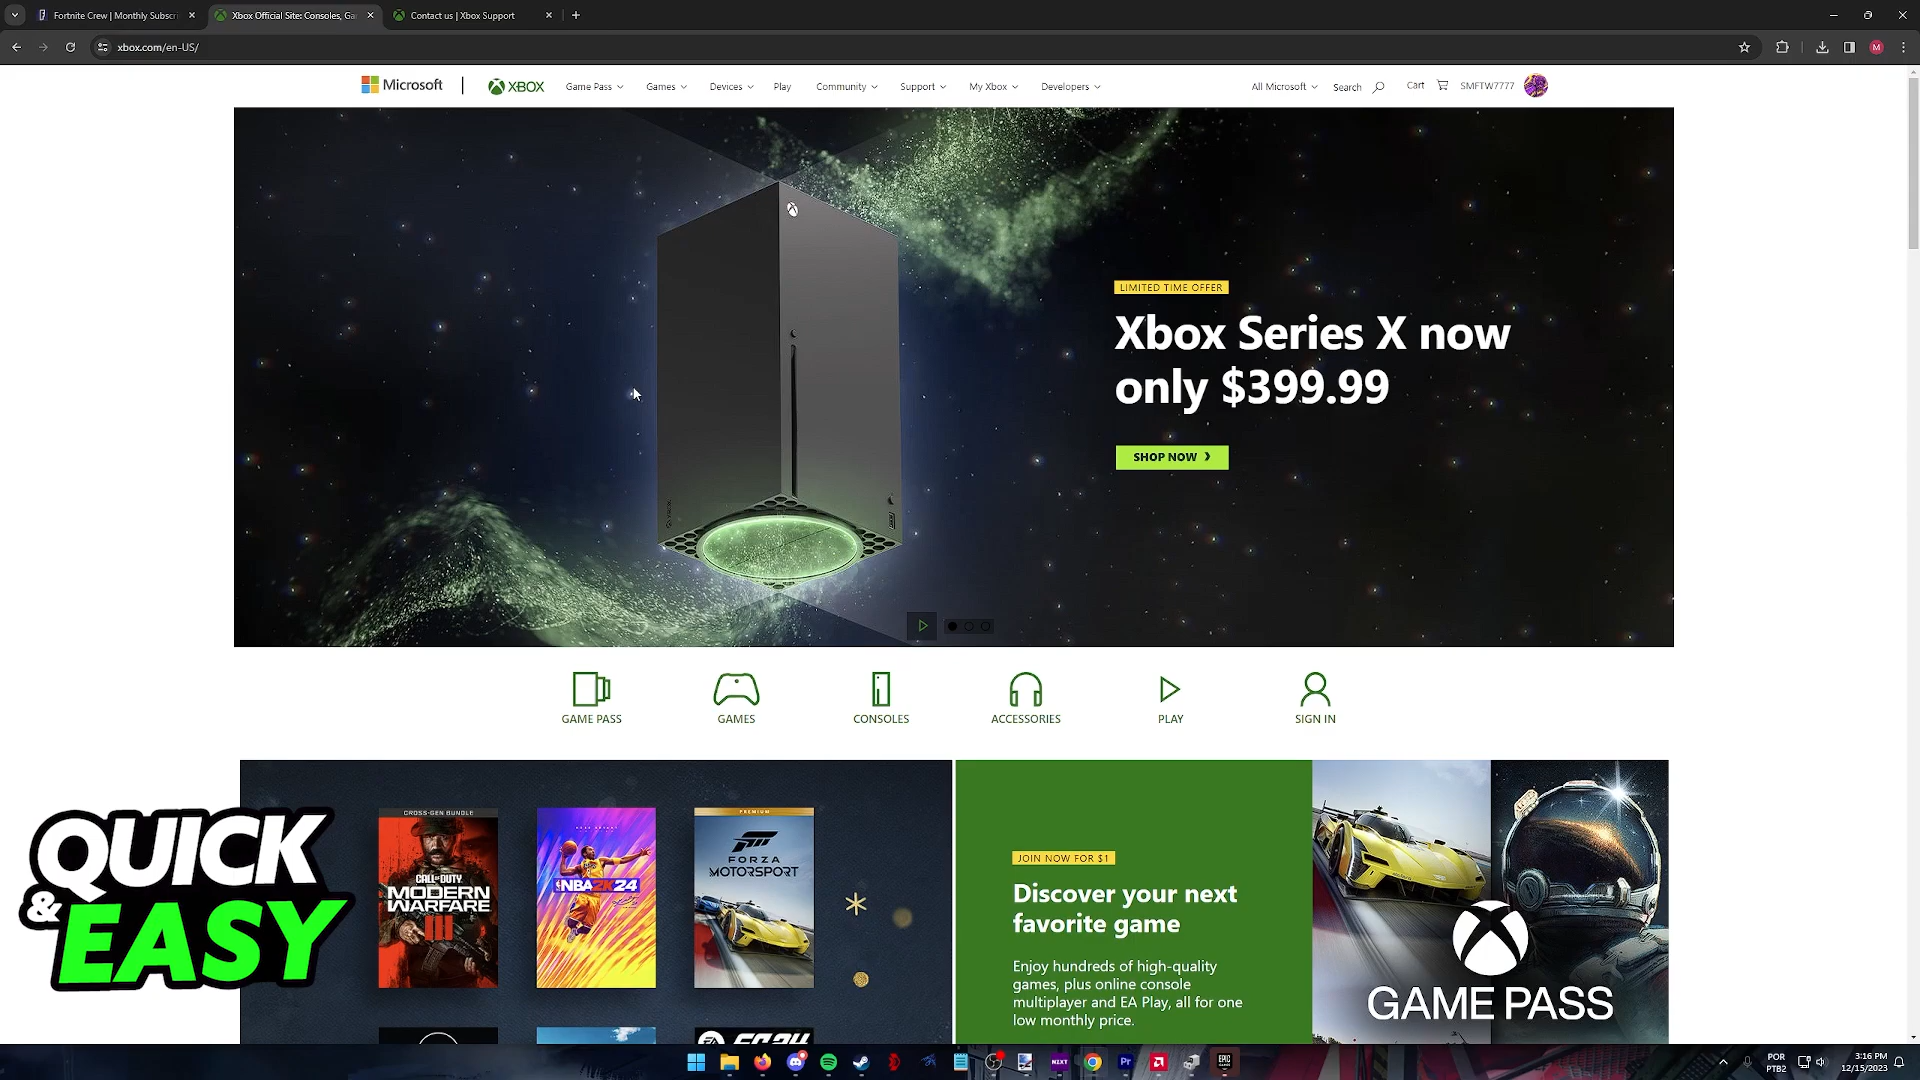 Fortnite Crew | Monthly Subscri
Xbox Official Site: Consoles, Ga
Contact us | Xbox Support
xbox.com/en-US/
M
Microsoft
XBOX
Game Pass
Games
Devices
Play
Community
Support
My Xbox
Developers
All Microsoft
Search
Cart
SMFTW7777
LIMITED TIME OFFER
Xbox Series X now
only $399.99
SHOP NOW
GAME PASS
GAMES
CONSOLES
ACCESSORIES
PLAY
SIGN IN
CROSS-GEN BUNDLE
CALL OF DUTY
MODERN
WARFARE
III
NBA2K24
PREMIUM
FORZA
MOTORSPORT
JOIN NOW FOR $1
Discover your next
favorite game
Enjoy hundreds of high-quality
games, plus online console
multiplayer and EA Play, all for one
low monthly price.
GAME PASS
QUICK
& EASY
NZXT
Pr
EPIC
GAMES
POR
PTB2
3:16 PM
12/15/2023